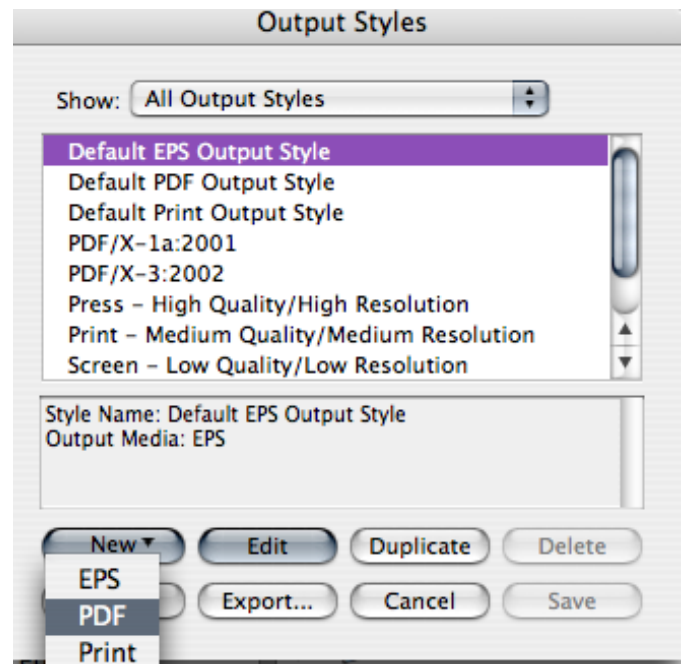 Output Styles
Show: All Output Styles
Default EPS Output Style
Default PDF Output Style
Default Print Output Style
PDF/X-1a:2001
PDF/X-3:2002
Press – High Quality/High Resolution
Print – Medium Quality/Medium Resolution
Screen – Low Quality/Low Resolution
Style Name: Default EPS Output Style
Output Media: EPS
New Edit Duplicate Delete
EPS
Export... Cancel Save
PDF
Print